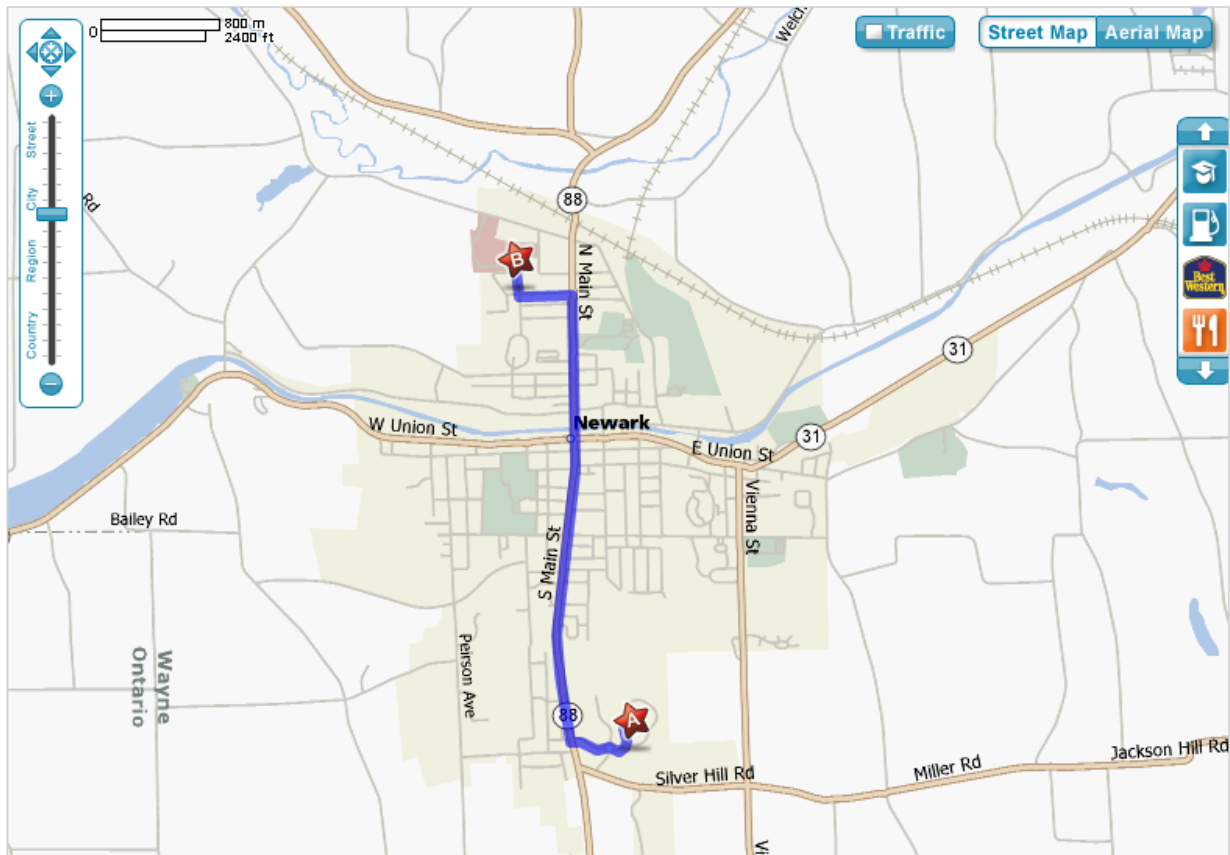 0
800 m
2400 ft
Welch
Traffic
Street Map
Aerial Map
Street
City
Region
Country
Rd
88
B
N Main St
Best
Western
31
W Union St
Newark
31
E Union St
Vienna St
Bailey Rd
S Main St
Peirson Ave
Wayne
Ontario
88
A
Silver Hill Rd
Miller Rd
Jackson Hill Rd
Vi